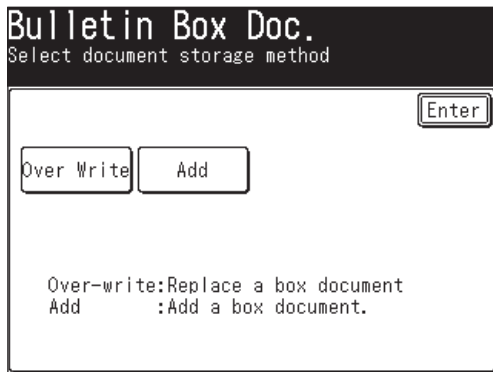 Bulletin Box Doc.
Select document storage method
Enter
Over Write Add
Over-write:Replace a box document
Add :Add a box document.